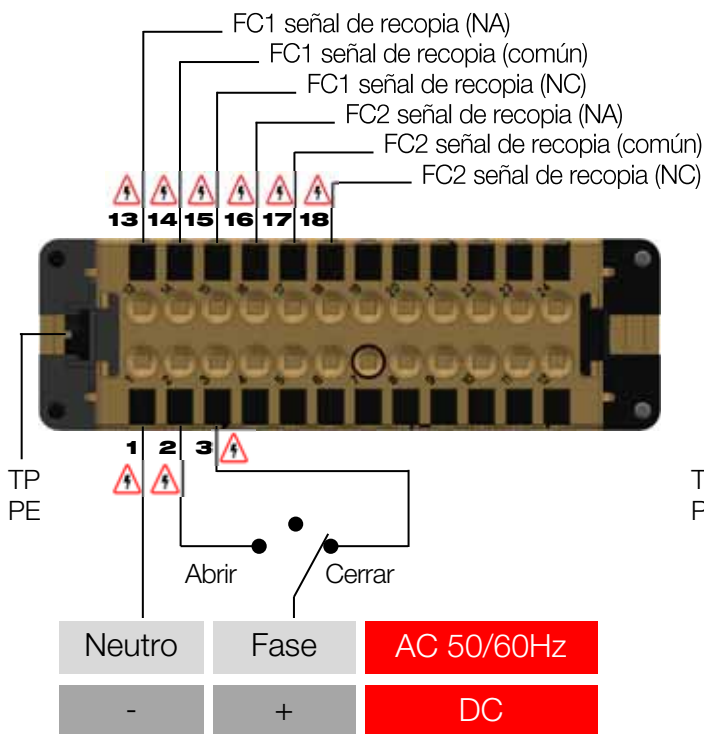 FC1 señal de recopia (NA)
FC1 señal de recopia (común)
FC1 señal de recopia (NC)
FC2 señal de recopia (NA)
FC2 señal de recopia (común)
FC2 señal de recopia (NC)
13 14 15 16 17 18
1 2 3
TP
PE
T
P
Abrir Cerrar
Neutro Fase AC 50/60Hz
- + DC